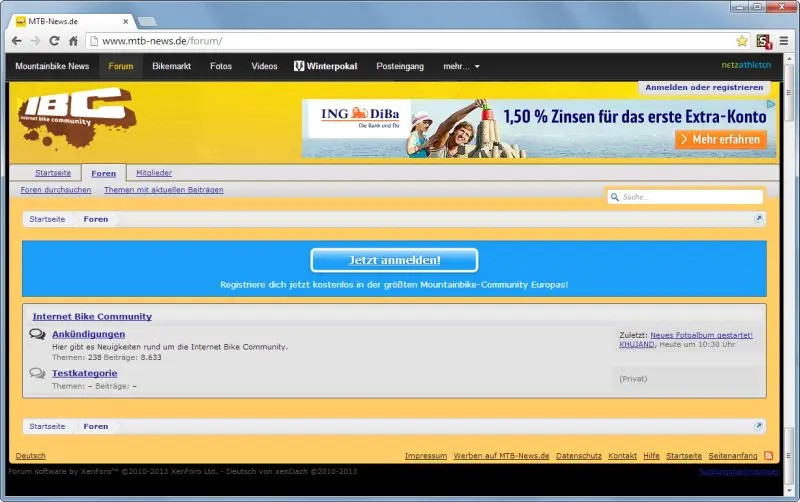 MTB-News.de
www.mtb-news.de/forum/
Mountainbike News Forum Bikemarkt Fotos Videos Winterpokal Posteingang mehr... netzathleten
Anmelden oder registrieren
IBC
internet bike community
ING DiBa
Die Bank und Du
1,50 % Zinsen für das erste Extra-Konto
> Mehr erfahren
Startseite Foren Mitglieder
Foren durchsuchen Themen mit aktuellen Beiträgen
Suche...
Startseite Foren
Jetzt anmelden!
Registriere dich jetzt kostenlos in der größten Mountainbike-Community Europas!
Internet Bike Community
Ankündigungen
Hier gibt es Neuigkeiten rund um die Internet Bike Community.
Themen: 238 Beiträge: 8.633
Zuletzt: Neues Fotoalbum gestartet!
KHUJAND, Heute um 10:30 Uhr
Testkategorie
Themen: – Beiträge: –
(Privat)
Startseite Foren
Deutsch Impressum Werben auf MTB-News.de Datenschutz Kontakt Hilfe Startseite Seitenanfang
Forum software by XenForo™ ©2010-2013 XenForo Ltd. - Deutsch von xenDach ©2010-2013 Nutzungsbedingungen